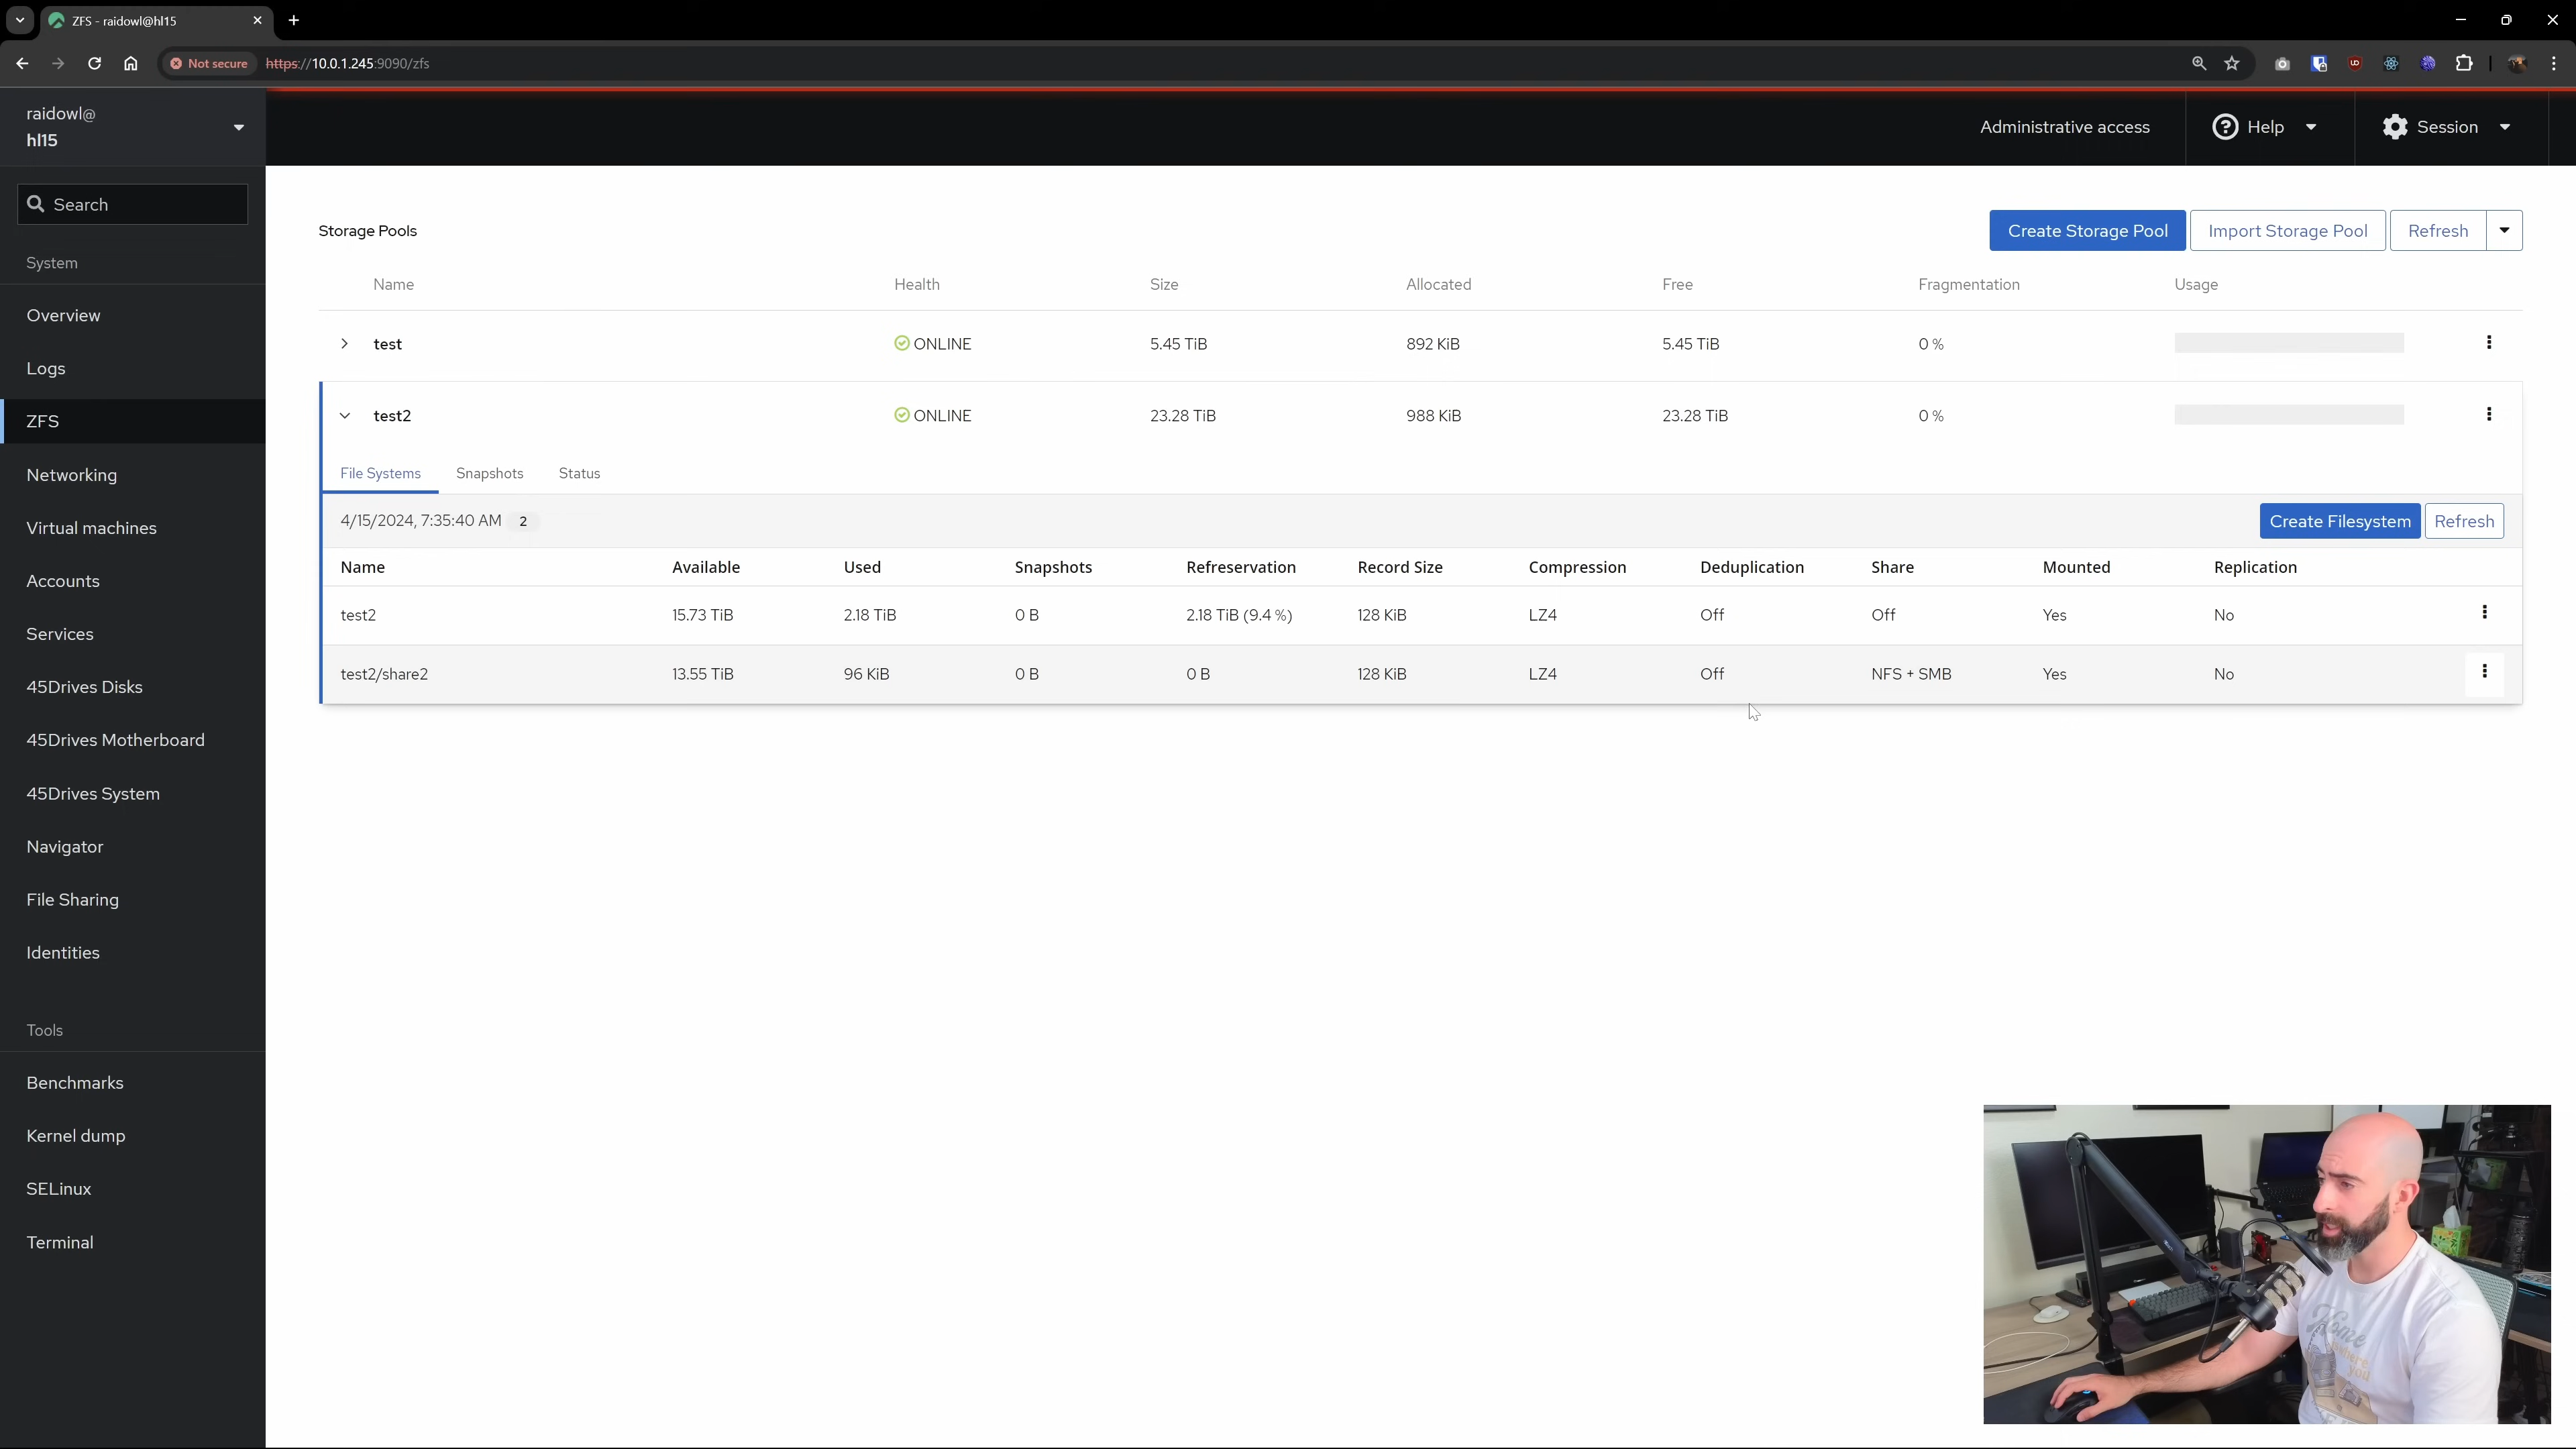 ZFS - raidowl@hl15
Not secure https://10.0.1.245:9090/zfs
raidowl@
hl15
Administrative access
Help
Session
Search
System
Overview
Logs
ZFS
Networking
Virtual machines
Accounts
Services
45Drives Disks
45Drives Motherboard
45Drives System
Navigator
File Sharing
Identities
Tools
Benchmarks
Kernel dump
SELinux
Terminal
Storage Pools
Create Storage Pool Import Storage Pool Refresh
Name Health Size Allocated Free Fragmentation Usage
test ONLINE 5.45 TiB 892 KiB 5.45 TiB 0 %
test2 ONLINE 23.28 TiB 988 KiB 23.28 TiB 0 %
File Systems Snapshots Status
4/15/2024, 7:35:40 AM 2 Create Filesystem Refresh
Name Available Used Snapshots Refreservation Record Size Compression Deduplication Share Mounted Replication
test2 15.73 TiB 2.18 TiB 0 B 2.18 TiB (9.4 %) 128 KiB LZ4 Off Off Yes No
test2/share2 13.55 TiB 96 KiB 0 B 0 B 128 KiB LZ4 Off NFS + SMB Yes No
Home